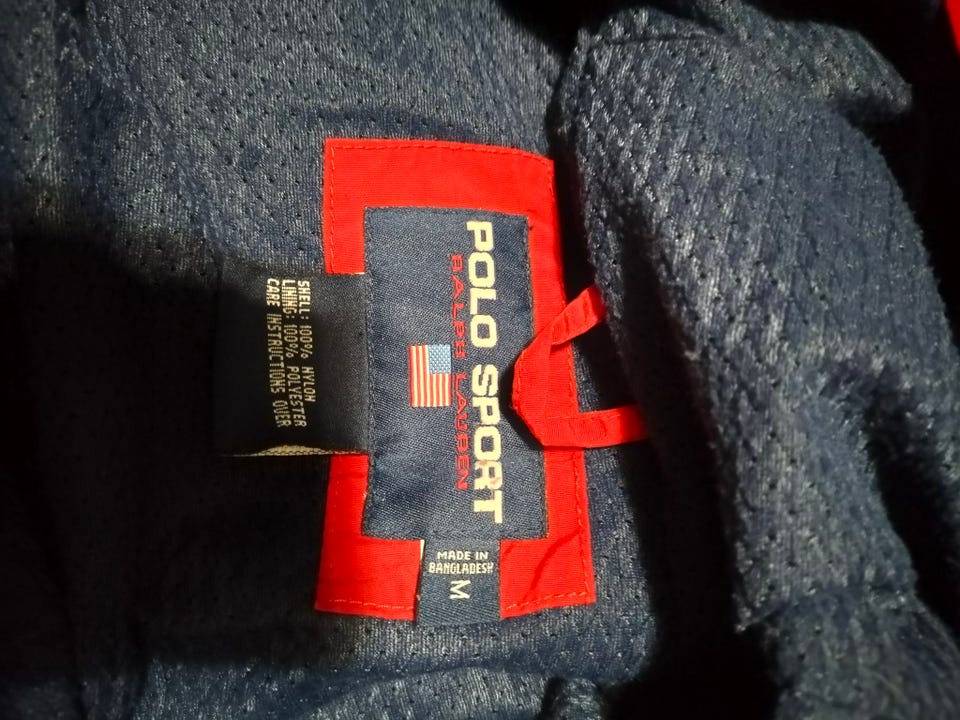 POLO SPORT
RALPH LAUREN
MADE IN
BANGLADESH
M
SHELL: 100% NYLON
LINING: 100% POLYESTER
CARE INSTRUCTIONS OVER